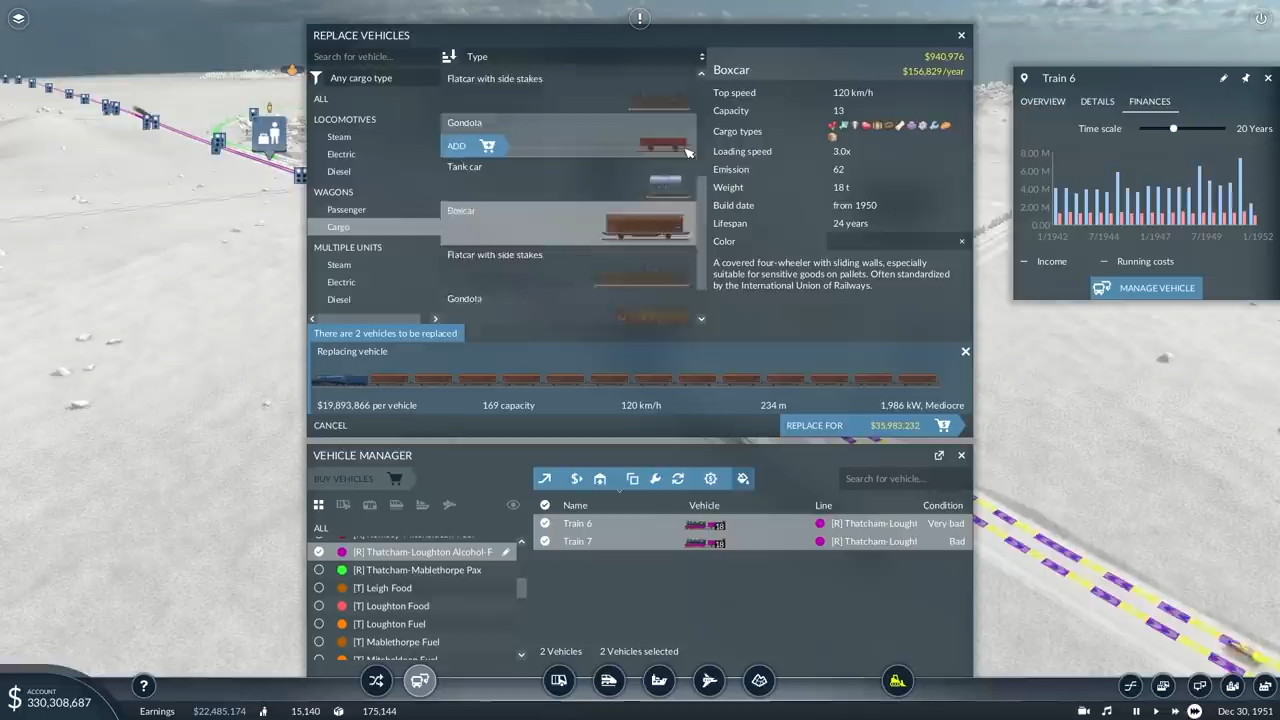 REPLACE VEHICLES
Search for vehicle...
Type
Any cargo type
ALL
LOCOMOTIVES
Steam
Electric
Diesel
WAGONS
Passenger
Cargo
MULTIPLE UNITS
Steam
Electric
Diesel
Flatcar with side stakes
Gondola
ADD
Tank car
Boxcar
Flatcar with side stakes
Gondola
$940,976
Boxcar
$156,829/year
Top speed 120 km/h
Capacity 13
Cargo types
Loading speed 3.0x
Emission 62
Weight 18 t
Build date from 1950
Lifespan 24 years
Color
A covered four-wheeler with sliding walls, especially
suitable for sensitive goods on pallets. Often standardized
by the International Union of Railways.
There are 2 vehicles to be replaced
Replacing vehicle
$19,893,866 per vehicle 169 capacity 120 km/h 234 m 1,986 kW, Mediocre
CANCEL
REPLACE FOR $35,983,232
Train 6
OVERVIEW DETAILS FINANCES
Time scale 20 Years
8.00 M
6.00 M
4.00 M
2.00 M
0.00
1/1942 7/1944 1/1947 7/1949 1/1952
Income Running costs
MANAGE VEHICLE
VEHICLE MANAGER
BUY VEHICLES
Search for vehicle...
ALL
[R] Thatcham-Loughton Alcohol-F
[R] Thatcham-Mablethorpe Pax
[T] Leigh Food
[T] Loughton Food
[T] Loughton Fuel
[T] Mablethorpe Fuel
Name Vehicle Line Condition
Train 6 18 [R] Thatcham-Lought Very bad
Train 7 18 [R] Thatcham-Lought Bad
2 Vehicles 2 Vehicles selected
$ ACCOUNT
330,308,687
?
Earnings $22,485,174 15,140 175,144
Dec 30, 1951